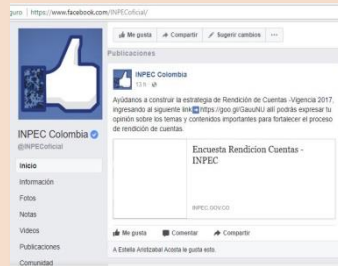 guro | https://www.facebook.com/INPECoficial/
Me gusta Compartir Sugerir cambios ...
Publicaciones
INPEC Colombia
13 h
Ayúdanos a construir la estrategia de Rendición de Cuentas -Vigencia 2017,
ingresando al siguiente link https://goo.gl/GauuNU allí podrás expresar tu
opinión sobre los temas y contenidos importantes para fortalecer el proceso
de rendición de cuentas.
Encuesta Rendicion Cuentas -
INPEC
INPEC.GOV.CO
Me gusta Comentar Compartir
A Estella Aristizabal Acosta le gusta esto.
INPEC Colombia
@INPECoficial
Inicio
Información
Fotos
Notas
Videos
Publicaciones
Comunidad